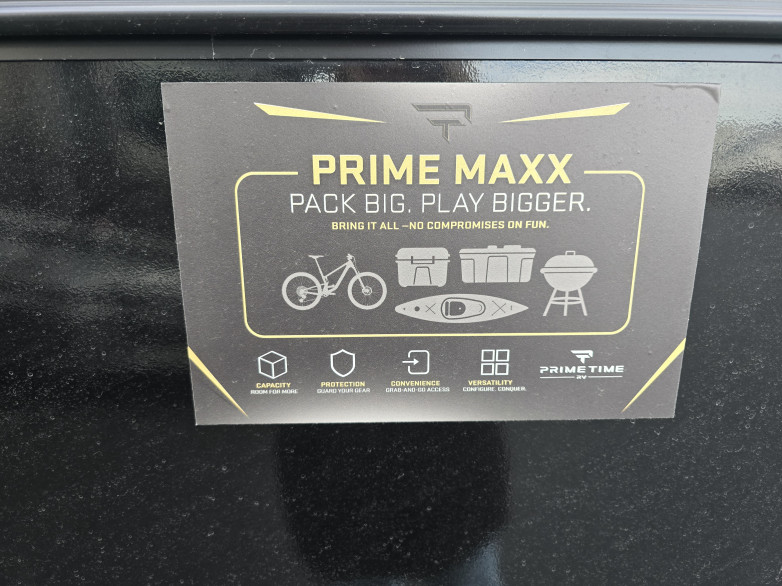 PRIME MAXX
PACK BIG. PLAY BIGGER.
BRING IT ALL –NO COMPROMISES ON FUN.
CAPACITY
ROOM FOR MORE
PROTECTION
GUARD YOUR GEAR
CONVENIENCE
GRAB-AND-GO ACCESS
VERSATILITY
CONFIGURE. CONQUER.
PRIME TIME
RV